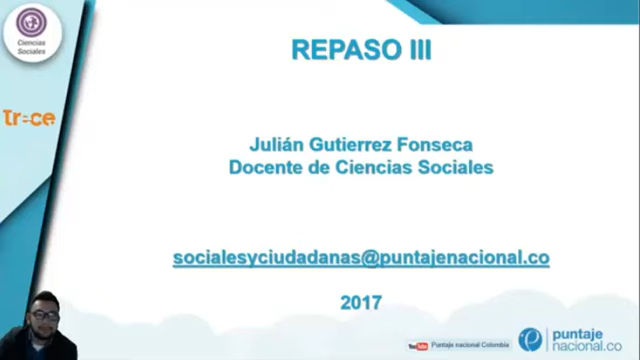 Ciencias
Sociales
REPASO III
Trece
Julián Gutierrez Fonseca
Docente de Ciencias Sociales
socialesyciudadanas@puntajenacional.co
2017
YouTube Puntaje nacional Colombia
puntaje
nacional.co